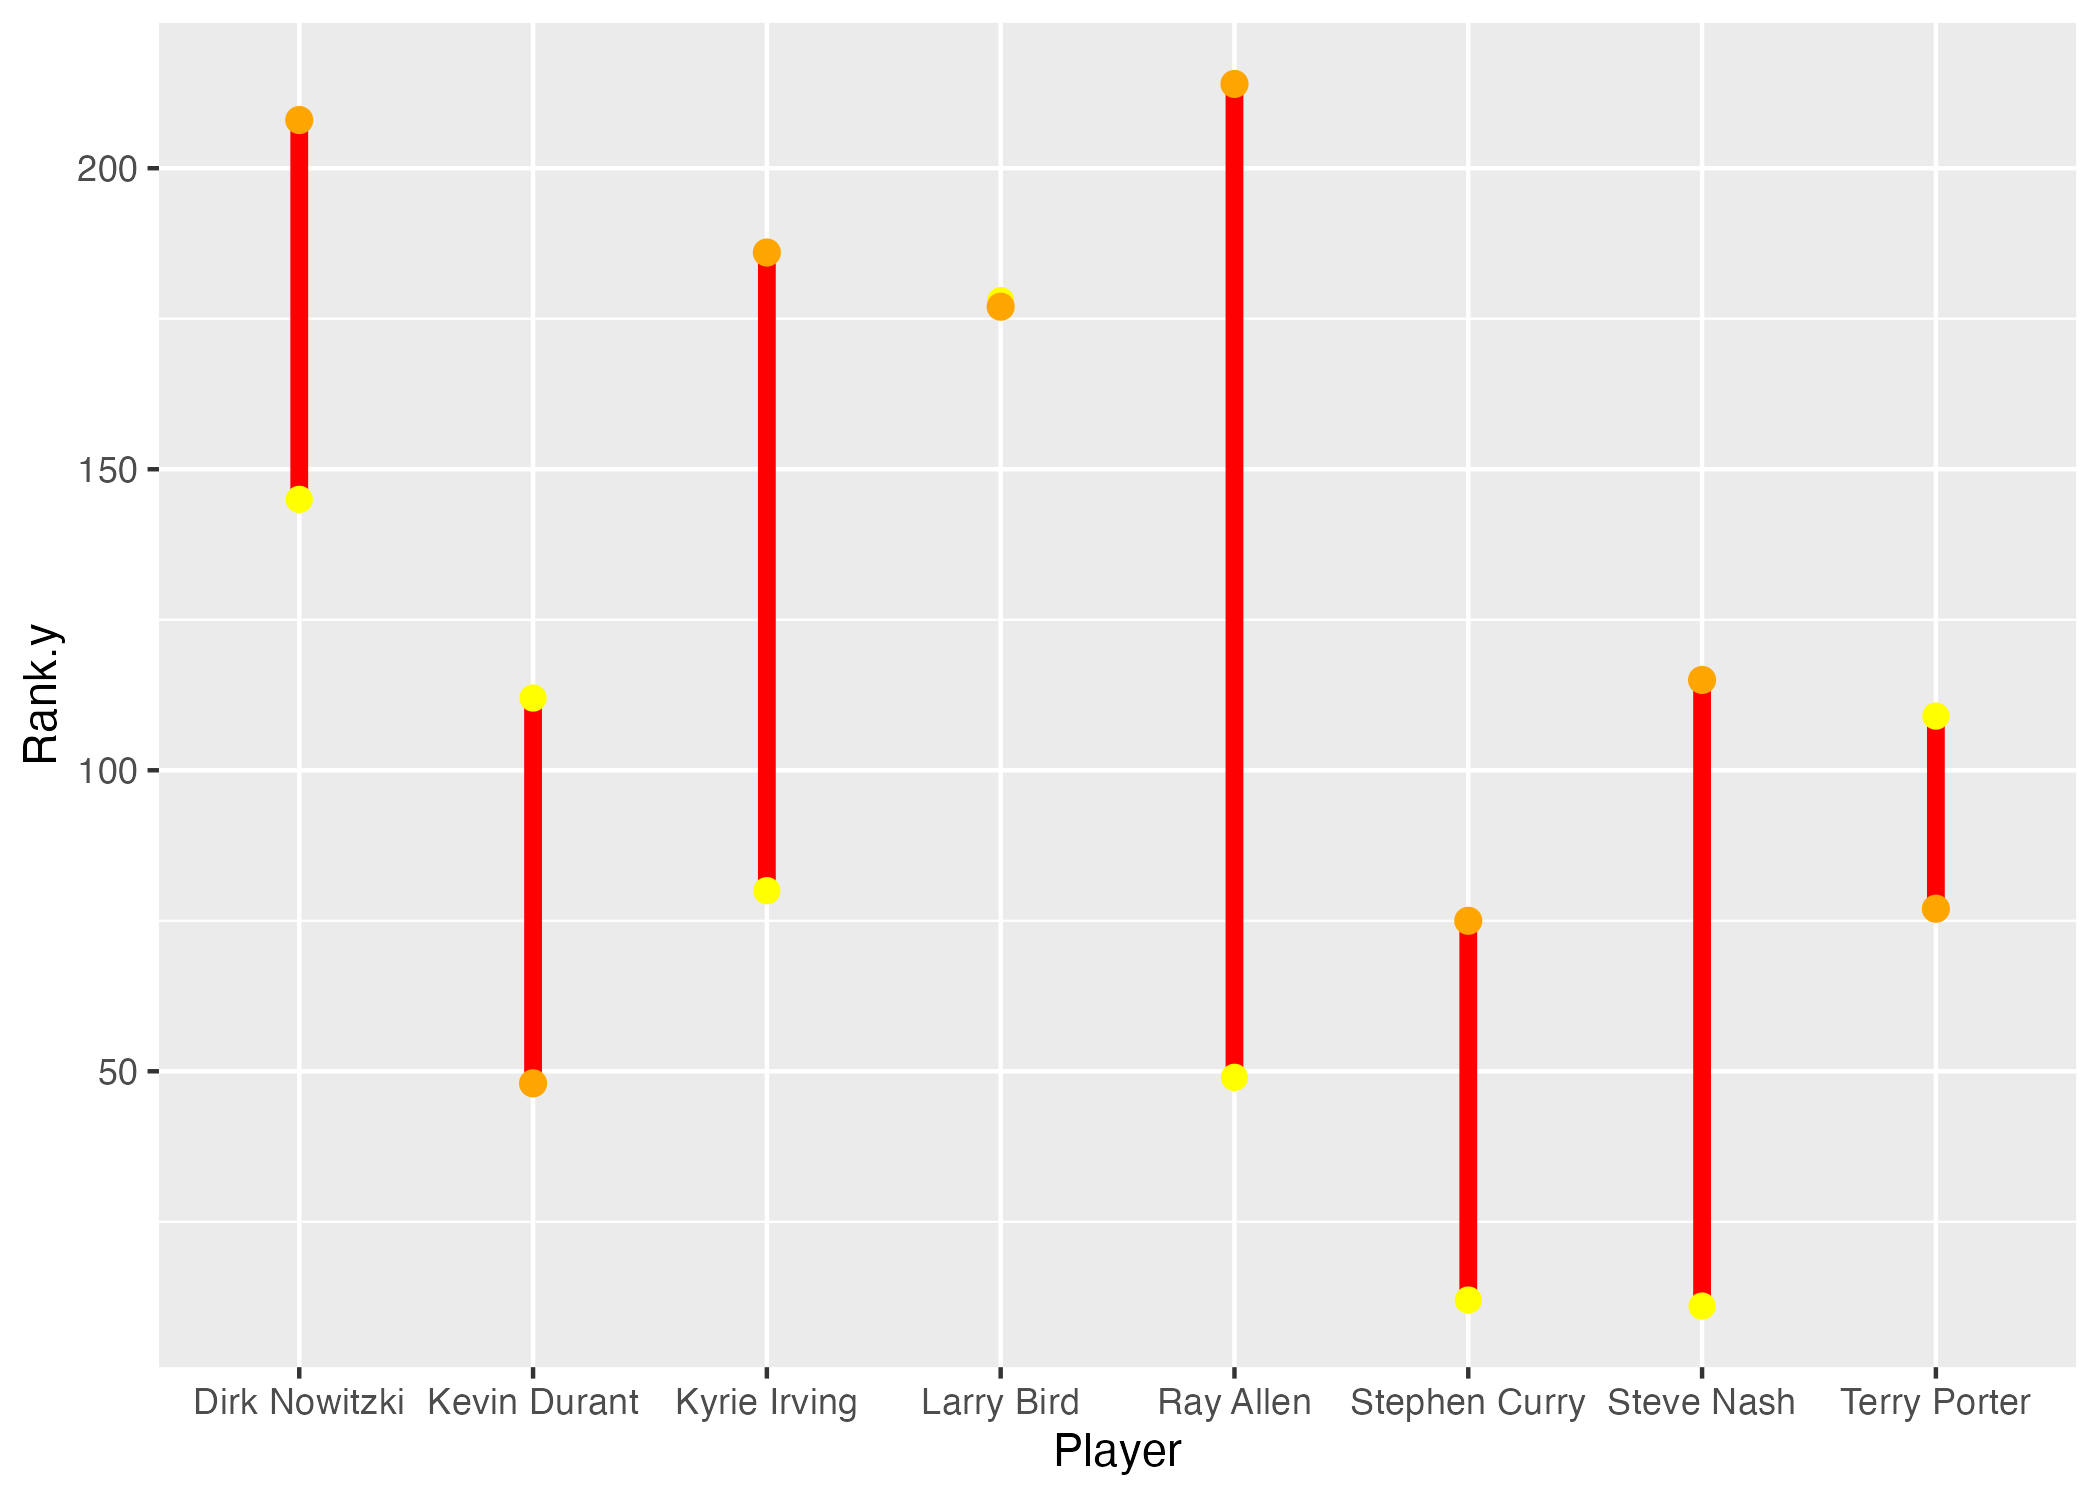 200
150
100
50
Rank.y
Dirk Nowitzki Kevin Durant Kyrie Irving Larry Bird Ray Allen Stephen Curry Steve Nash Terry Porter
Player